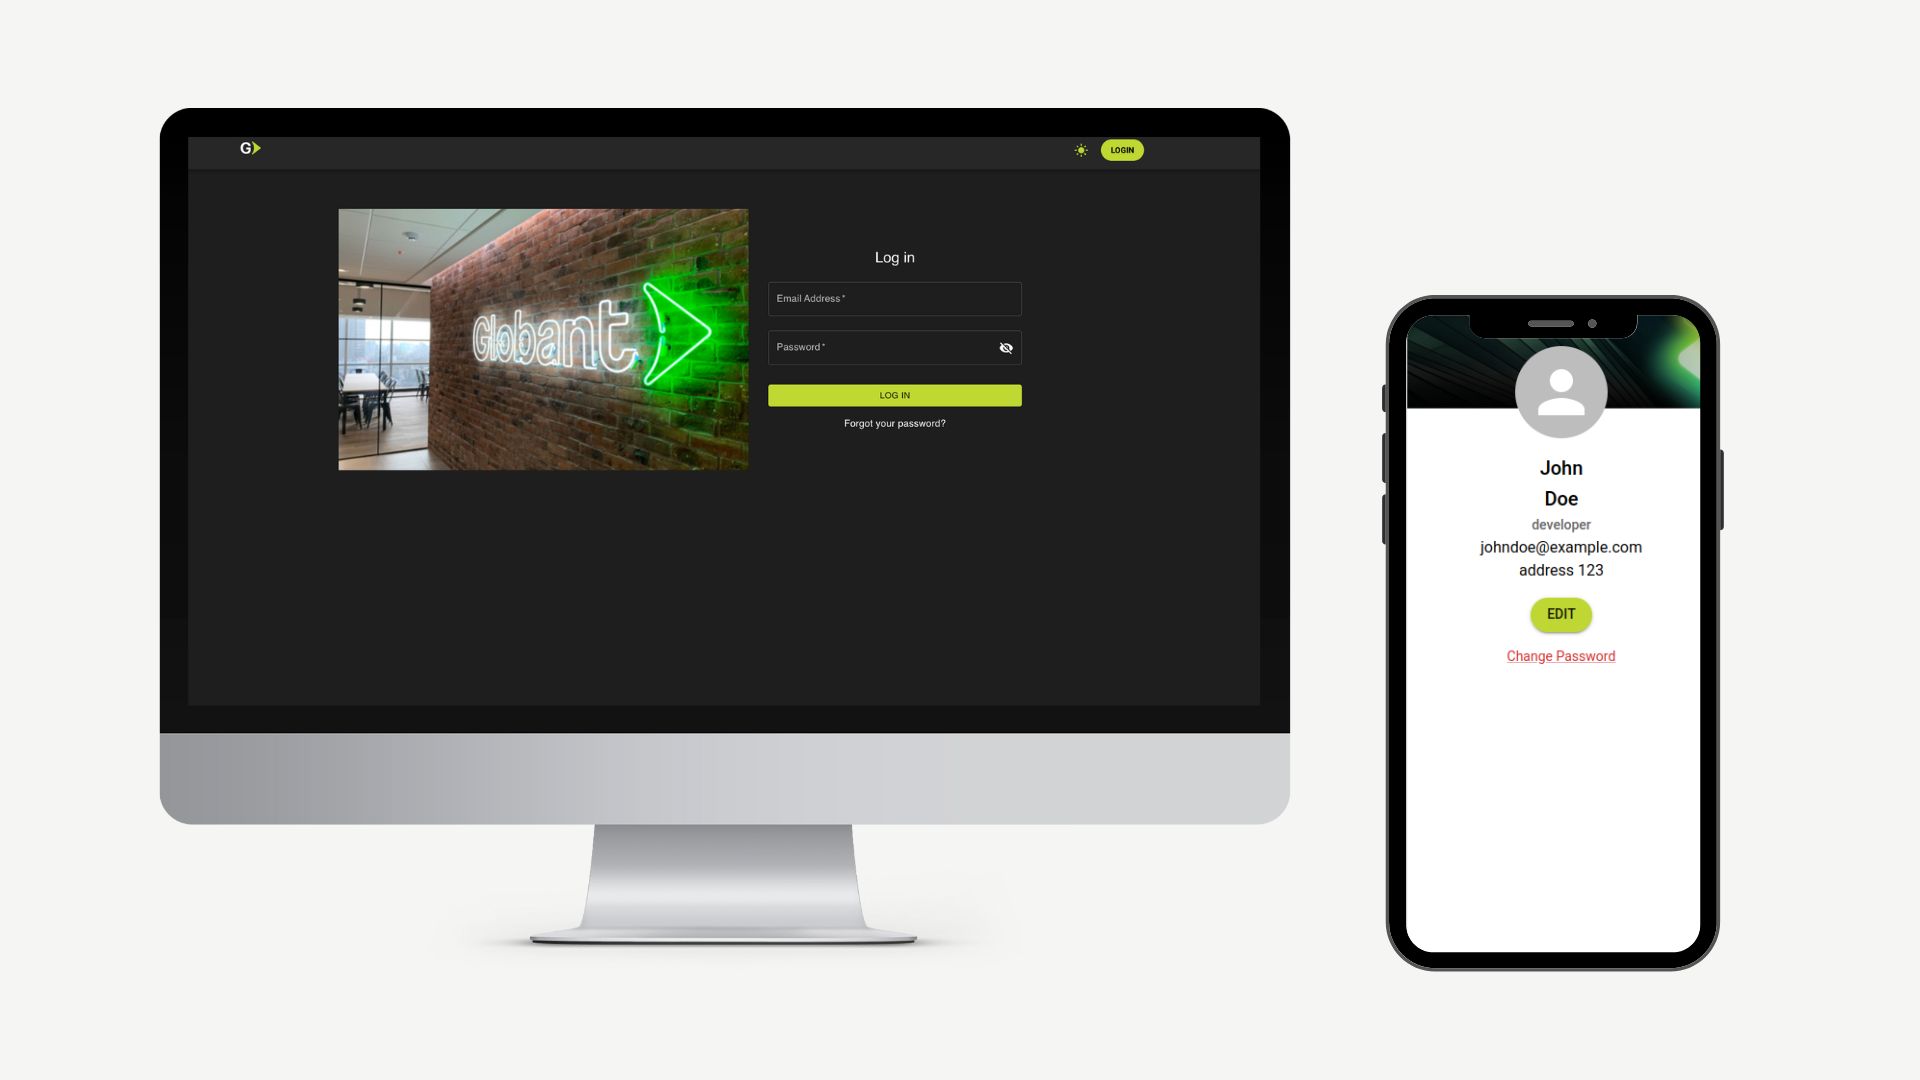 G
LOGIN
Globant
Log in
Email Address *
Password *
LOG IN
Forgot your password?
John
Doe
developer
johndoe@example.com
address 123
EDIT
Change Password